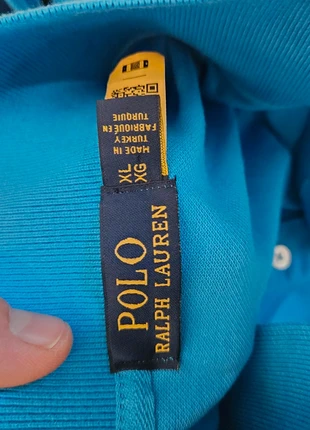 POLO
RALPH LAUREN
XL
XG
MADE IN
TURKEY
FABRIQUÉ EN
TURQUIE